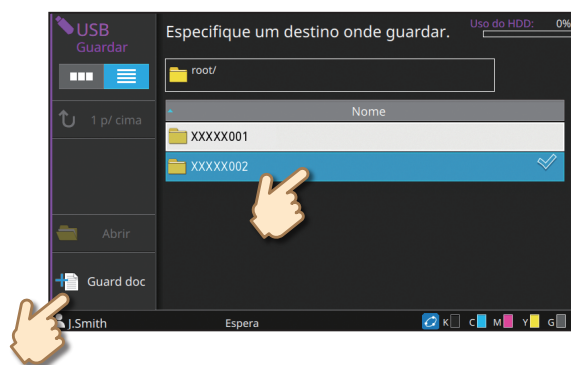 USB
Guardar
Especifique um destino onde guardar.
Uso do HDD: 0%
root/
1 p/ cima
Nome
XXXXX001
XXXXX002
Abrir
Guard doc
J.Smith
Espera
K C M Y G